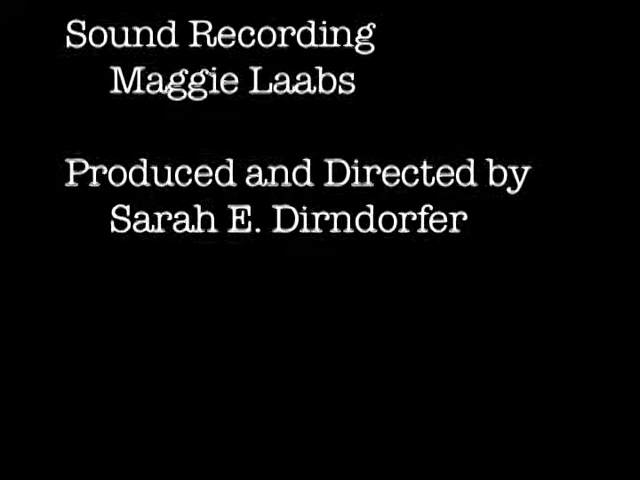 Sound Recording
Maggie Laabs
Produced and Directed by
Sarah E. Dirndorfer